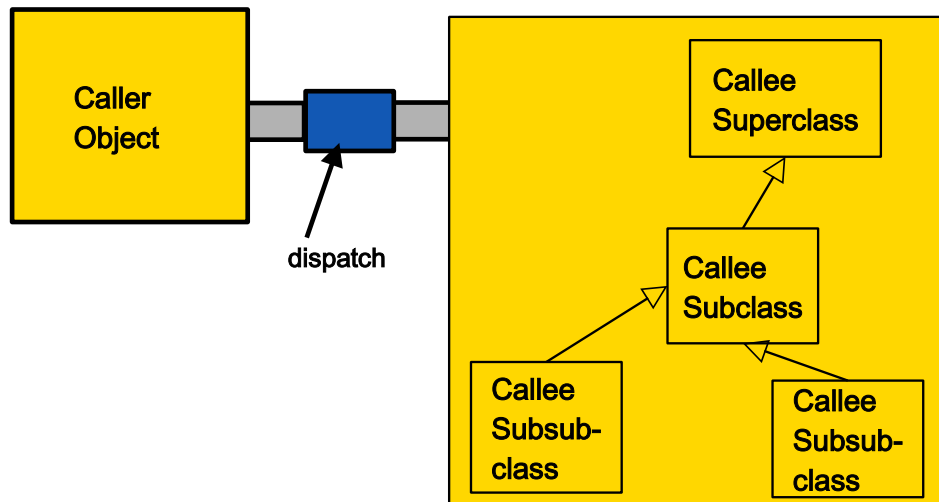 Caller
Object
dispatch
Callee
Superclass
Callee
Subclass
Callee
Subsub-
class
Callee
Subsub-
class